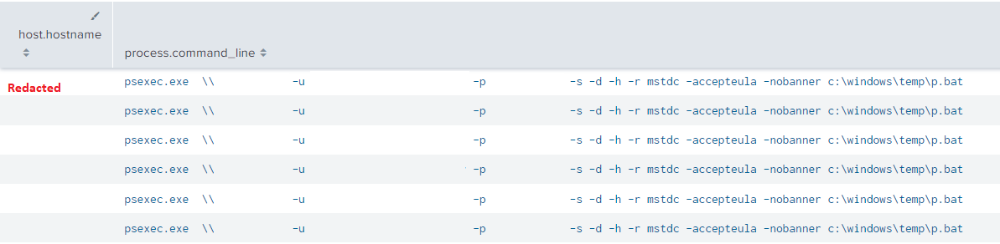 host.hostname
process.command_line
Redacted
psexec.exe \\ -u -p -s -d -h -r mstdc -accepteula -nobanner c:\windows\temp\p.bat
psexec.exe \\ -u -p -s -d -h -r mstdc -accepteula -nobanner c:\windows\temp\p.bat
psexec.exe \\ -u -p -s -d -h -r mstdc -accepteula -nobanner c:\windows\temp\p.bat
psexec.exe \\ -u -p -s -d -h -r mstdc -accepteula -nobanner c:\windows\temp\p.bat
psexec.exe \\ -u -p -s -d -h -r mstdc -accepteula -nobanner c:\windows\temp\p.bat
psexec.exe \\ -u -p -s -d -h -r mstdc -accepteula -nobanner c:\windows\temp\p.bat